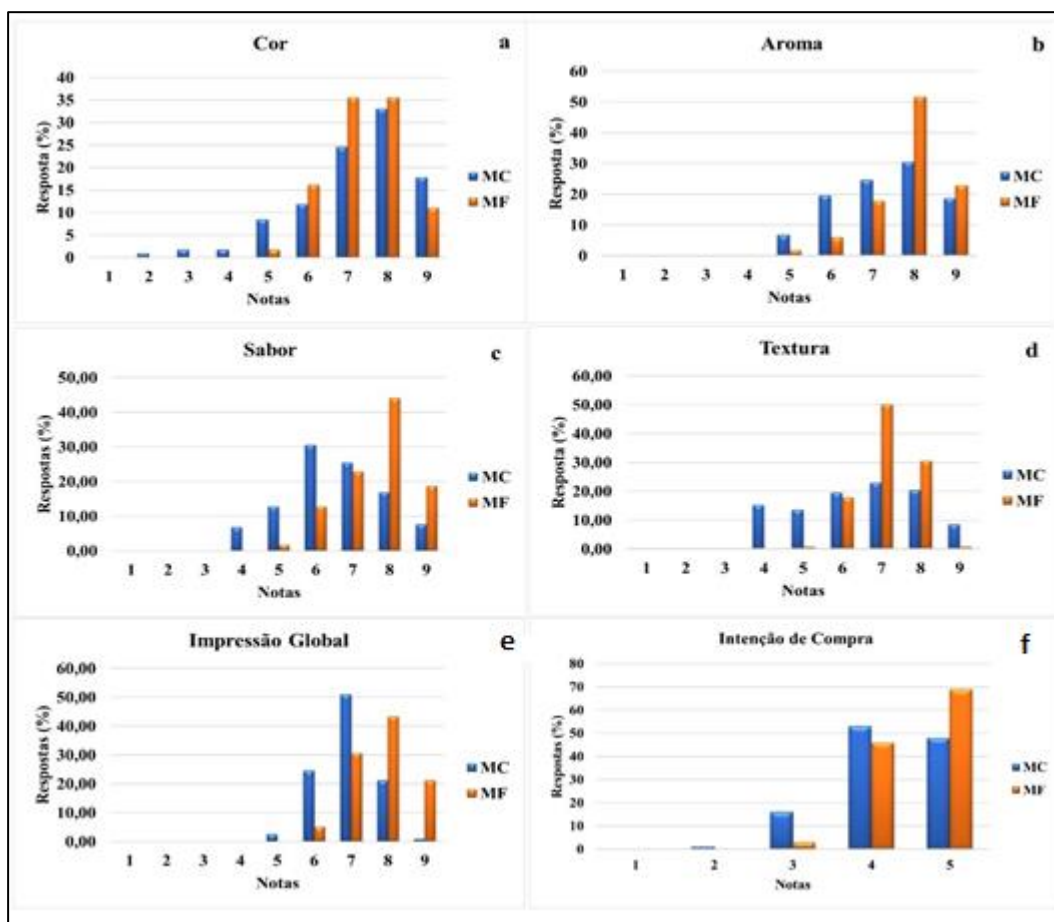 Cor
a
Resposta (%)
40
35
30
25
20
15
10
5
0
1 2 3 4 5 6 7 8 9
Notas
MC
MF
Aroma
b
Resposta (%)
60
50
40
30
20
10
0
1 2 3 4 5 6 7 8 9
Notas
MC
MF
Sabor
c
Respostas (%)
50,00
40,00
30,00
20,00
10,00
0,00
1 2 3 4 5 6 7 8 9
Notas
MC
MF
Textura
d
Resposta (%)
60,00
50,00
40,00
30,00
20,00
10,00
0,00
1 2 3 4 5 6 7 8 9
Notas
MC
MF
Impressão Global
e
Respostas (%)
60,00
50,00
40,00
30,00
20,00
10,00
0,00
1 2 3 4 5 6 7 8 9
Notas
MC
MF
Intenção de Compra
f
Respostas (%)
80
70
60
50
40
30
20
10
0
1 2 3 4 5
Notas
MC
MF